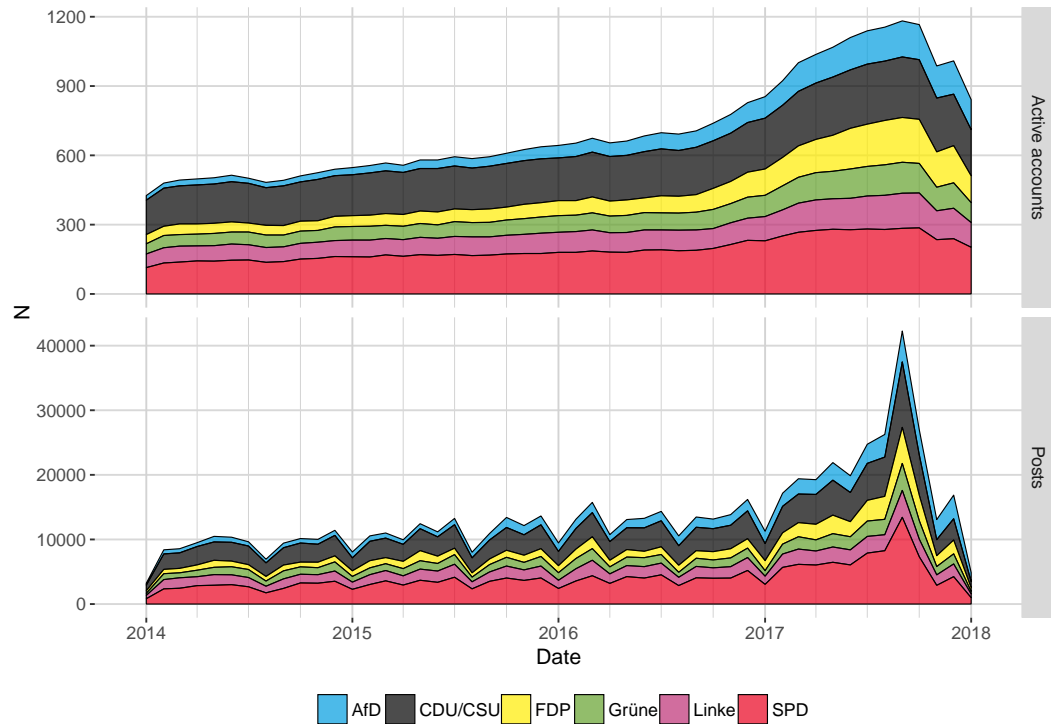 N
1200
900
600
300
0
Active accounts
40000
30000
20000
10000
0
Posts
2014 2015 2016 2017 2018
Date
AfD CDU/CSU FDP Grüne Linke SPD